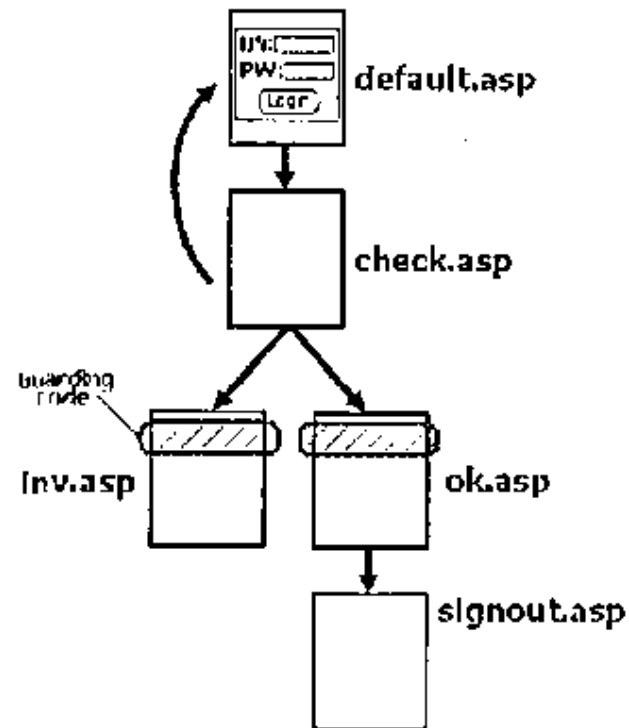 UN:
PW:
Login
default.asp
check.asp
guarding
code
inv.asp
ok.asp
signout.asp